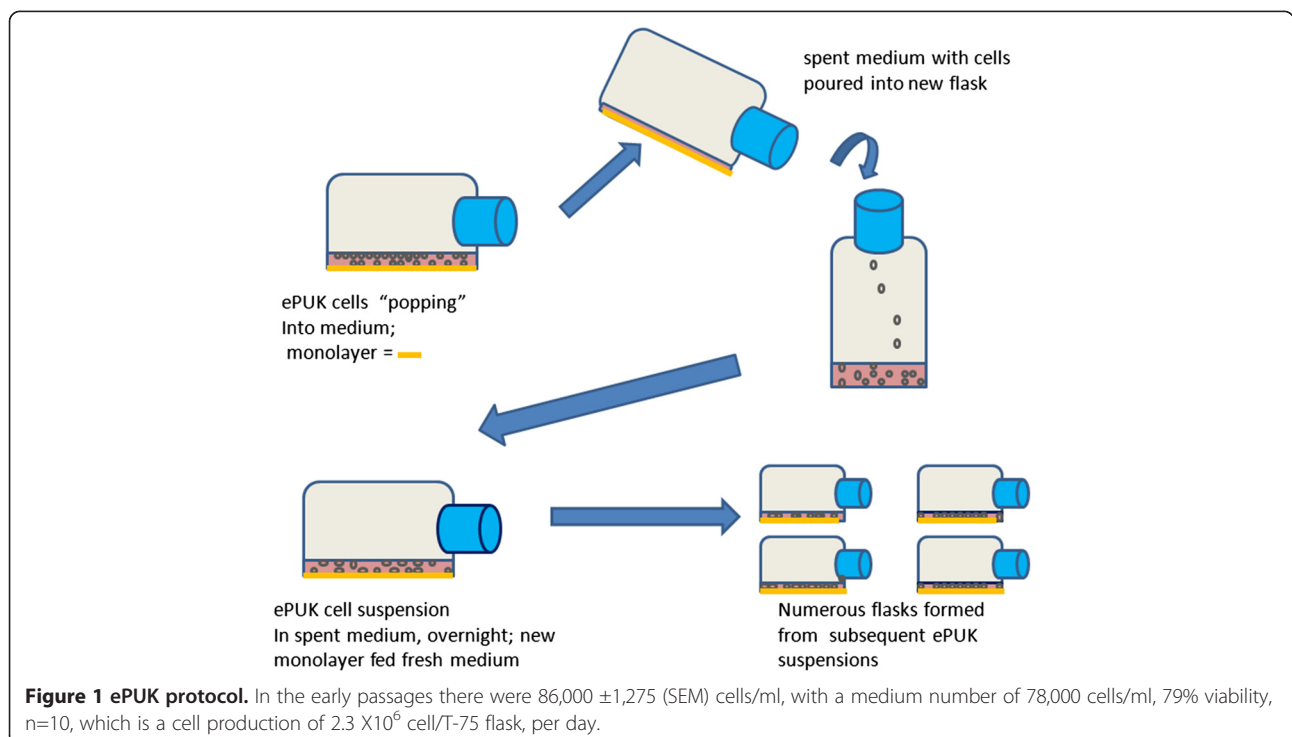 spent medium with cells
poured into new flask
ePUK cells “popping”
Into medium;
monolayer =
ePUK cell suspension
In spent medium, overnight; new
monolayer fed fresh medium
Numerous flasks formed
from subsequent ePUK
suspensions
Figure 1 ePUK protocol. In the early passages there were 86,000 ±1,275 (SEM) cells/ml, with a medium number of 78,000 cells/ml, 79% viability,
n=10, which is a cell production of 2.3 X10⁶ cell/T-75 flask, per day.